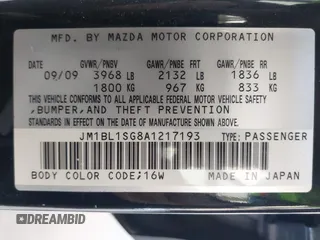 MFD. BY MAZDA MOTOR CORPORATION
GVWR/PNBV GAWR/PNBE FR GAWR/PNBE RR
09/09 3968 LB 2132 LB 1836 LB
1800 KG 967 KG 833 KG
THIS VEHICLE CONFORMS TO ALL APPLICABLE
FEDERAL MOTOR VEHICLE SAFETY
,BUMPER, AND THEFT PREVENTION
STANDARDS IN EFFECT ON THE DATE OF MANUFACTURE SHOWN ABOVE.
JM1BL1SG8A1217193 TYPE: PASSENGER
BODY COLOR CODE;16W MADE IN JAPAN
DREAMBID